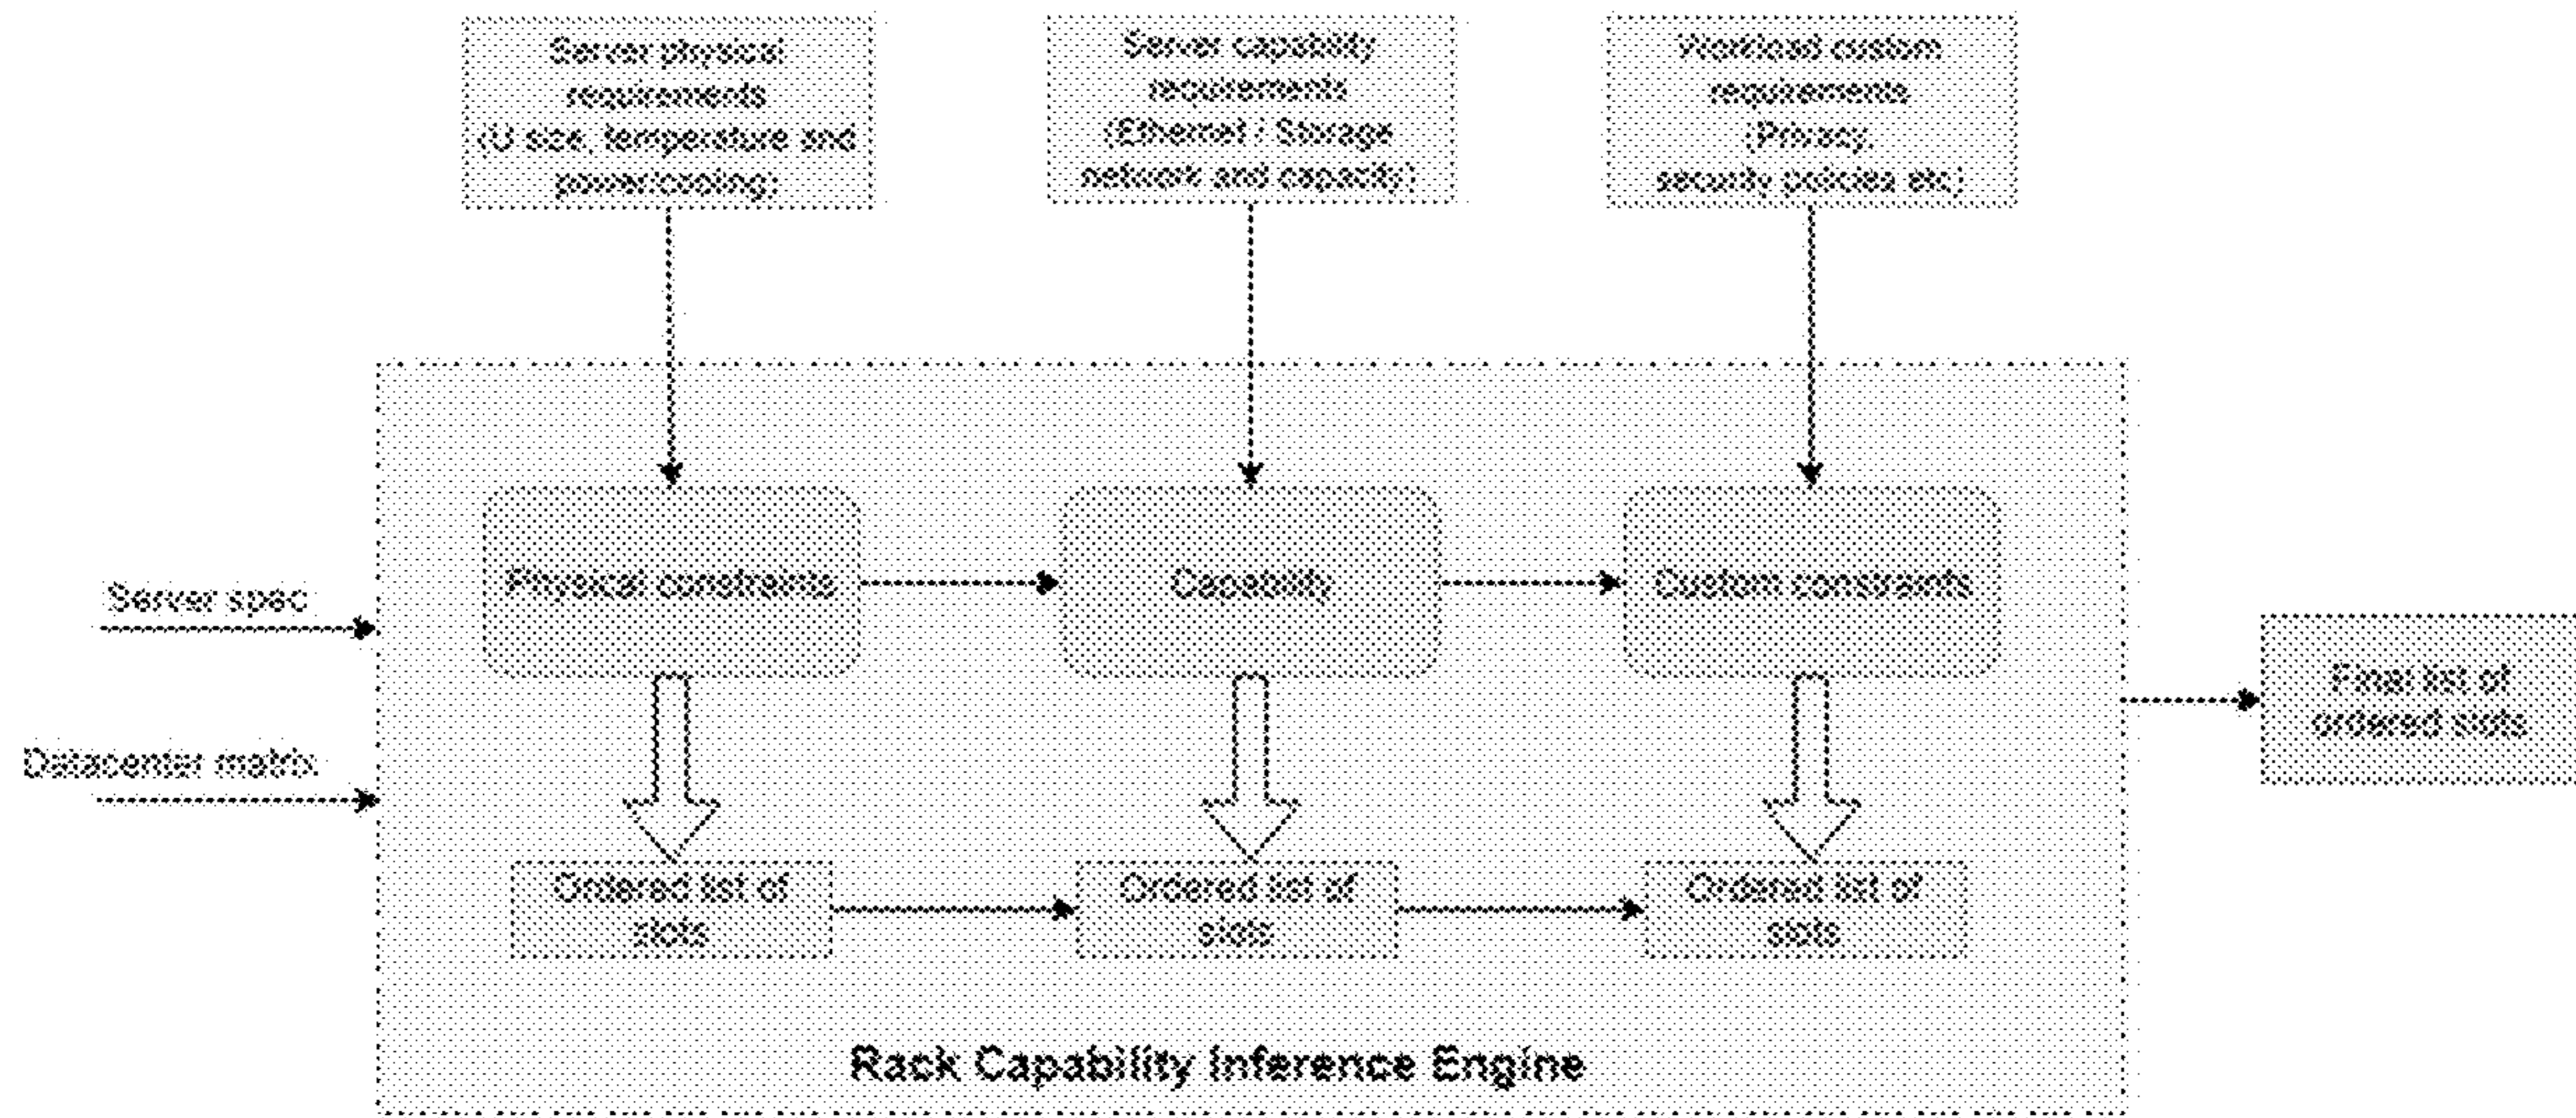 Server physical
requirements
(U size, temperature and
power/cooling)
Server capability
requirements
(Ethernet / Storage
network and capacity)
Workload custom
requirements
(Privacy,
security policies etc)
Server spec
Datacenter matrix
Physical constraints
Capability
Custom constraints
Final list of
ordered slots
Ordered list of
slots
Ordered list of
slots
Ordered list of
slots
Rack Capability Inference Engine